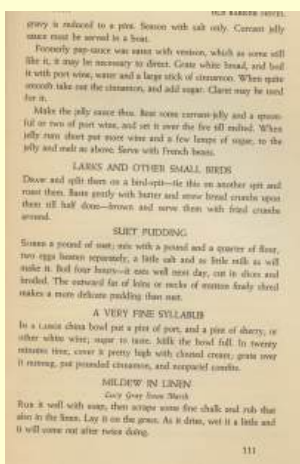 gravy is reduced to a pint. Season with salt only. Currant jelly
sauce must be served in a boat.
Formerly pap-sauce was eaten with venison, which as some still
like it, it may be necessary to direct. Grate white bread, and boil
it with port wine, water and a large stick of cinnamon. When quite
smooth take out the cinnamon, and add sugar. Claret may be used
for it.
Make the jelly sauce thus. Beat some currant-jelly and a spoon-
ful or two of port wine, and set it over the fire till melted. When
jelly runs short put more wine and a few lumps of sugar, to the
jelly and melt as above. Serve with French beans.
LARKS AND OTHER SMALL BIRDS
Draw and spit them on a bird-spit—tie this on another spit and
roast them. Baste gently with butter and strew bread crumbs upon
them till half done—brown and serve them with fried crumbs
around.
SUET PUDDING
a pound of suet; mix with a pound and a quarter of flour,
two eggs beaten separately, a little salt and as little milk as will
make it. Boil four hours—it eats well next day, cut in slices and
broiled. The outward fat of loins or necks of mutton finely shred
makes a more delicate pudding than suet.
A VERY FINE SYLLABUB
In a large china bowl put a pint of port, and a pint of sherry, or
other white wine; sugar to taste. Milk the bowl full. In twenty
minutes time, cover it pretty high with clouted cream; grate over
it nutmeg, put pounded cinnamon, and nonpareil comfits.
MILDEW IN LINEN
Lucy Gray from
Rub it well with soap, then scrape some fine chalk and rub that
also in the linen. Lay it on the grass. As it dries, wet it a little and
it will come out after twice doing.
111